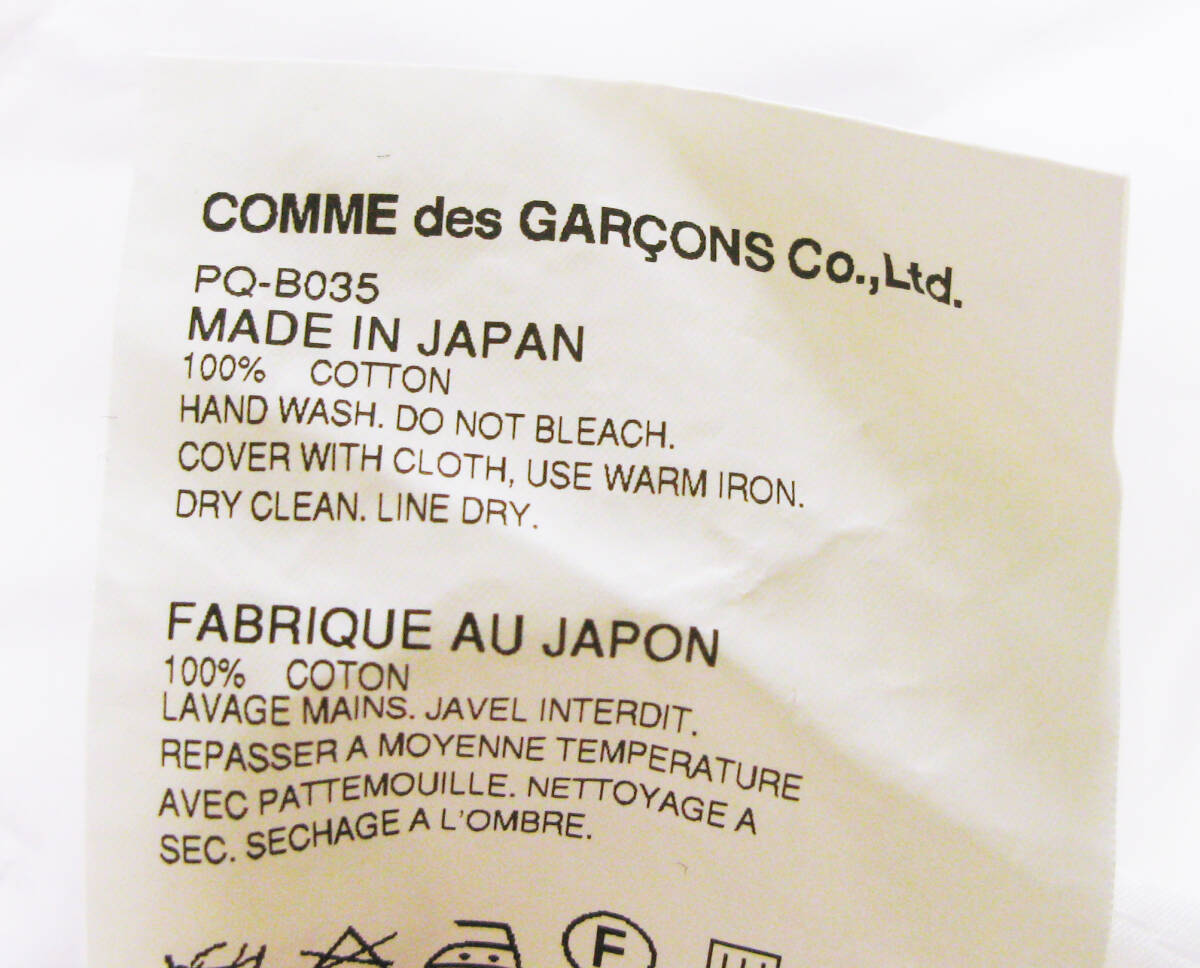 COMME des GARÇONS Co.,Ltd.
PQ-B035
MADE IN JAPAN
100% COTTON
HAND WASH. DO NOT BLEACH.
COVER WITH CLOTH, USE WARM IRON.
DRY CLEAN. LINE DRY.
FABRIQUE AU JAPON
100% COTON
LAVAGE MAINS. JAVEL INTERDIT.
REPASSER A MOYENNE TEMPERATURE
AVEC PATTEMOUILLE. NETTOYAGE A
SEC. SECHAGE A L'OMBRE.
F